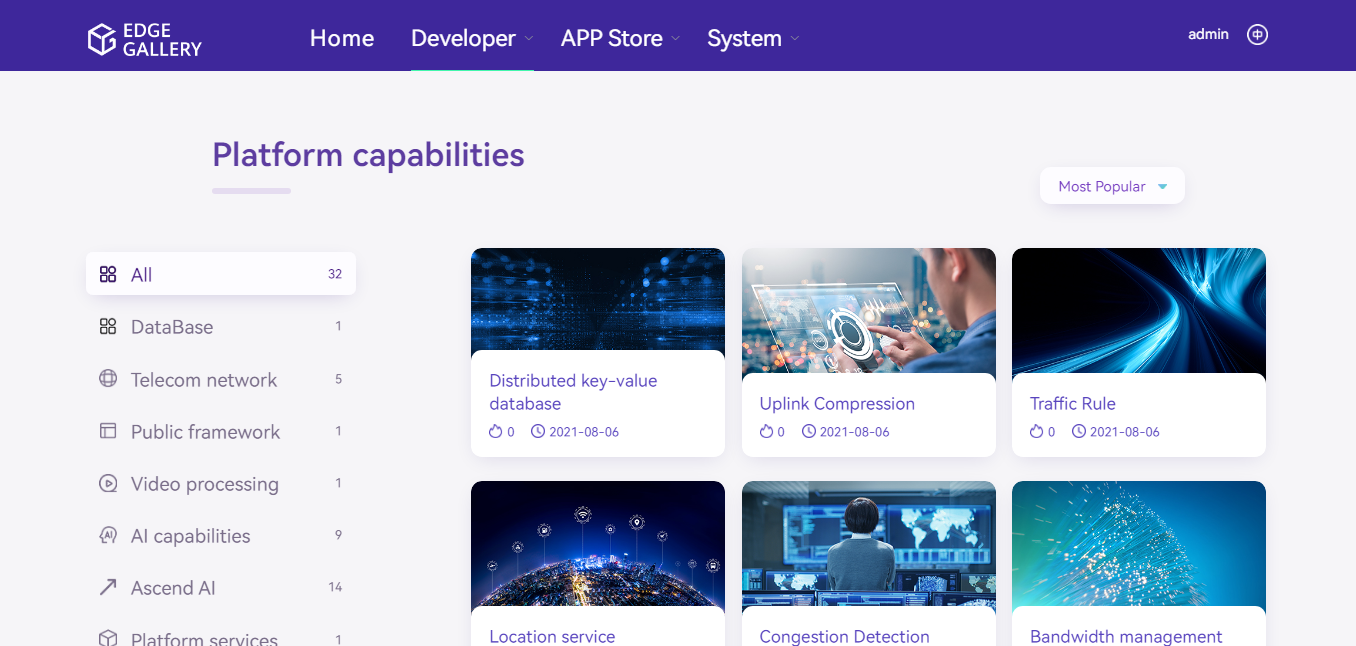 EDGE
GALLERY
Home
Developer
APP Store
System
admin
中
Platform capabilities
Most Popular
All 32
DataBase 1
Telecom network 5
Public framework 1
Video processing 1
AI capabilities 9
Ascend AI 14
Platform services 1
Distributed key-value
database
0 2021-08-06
Uplink Compression
0 2021-08-06
Traffic Rule
0 2021-08-06
Location service
Congestion Detection
Bandwidth management